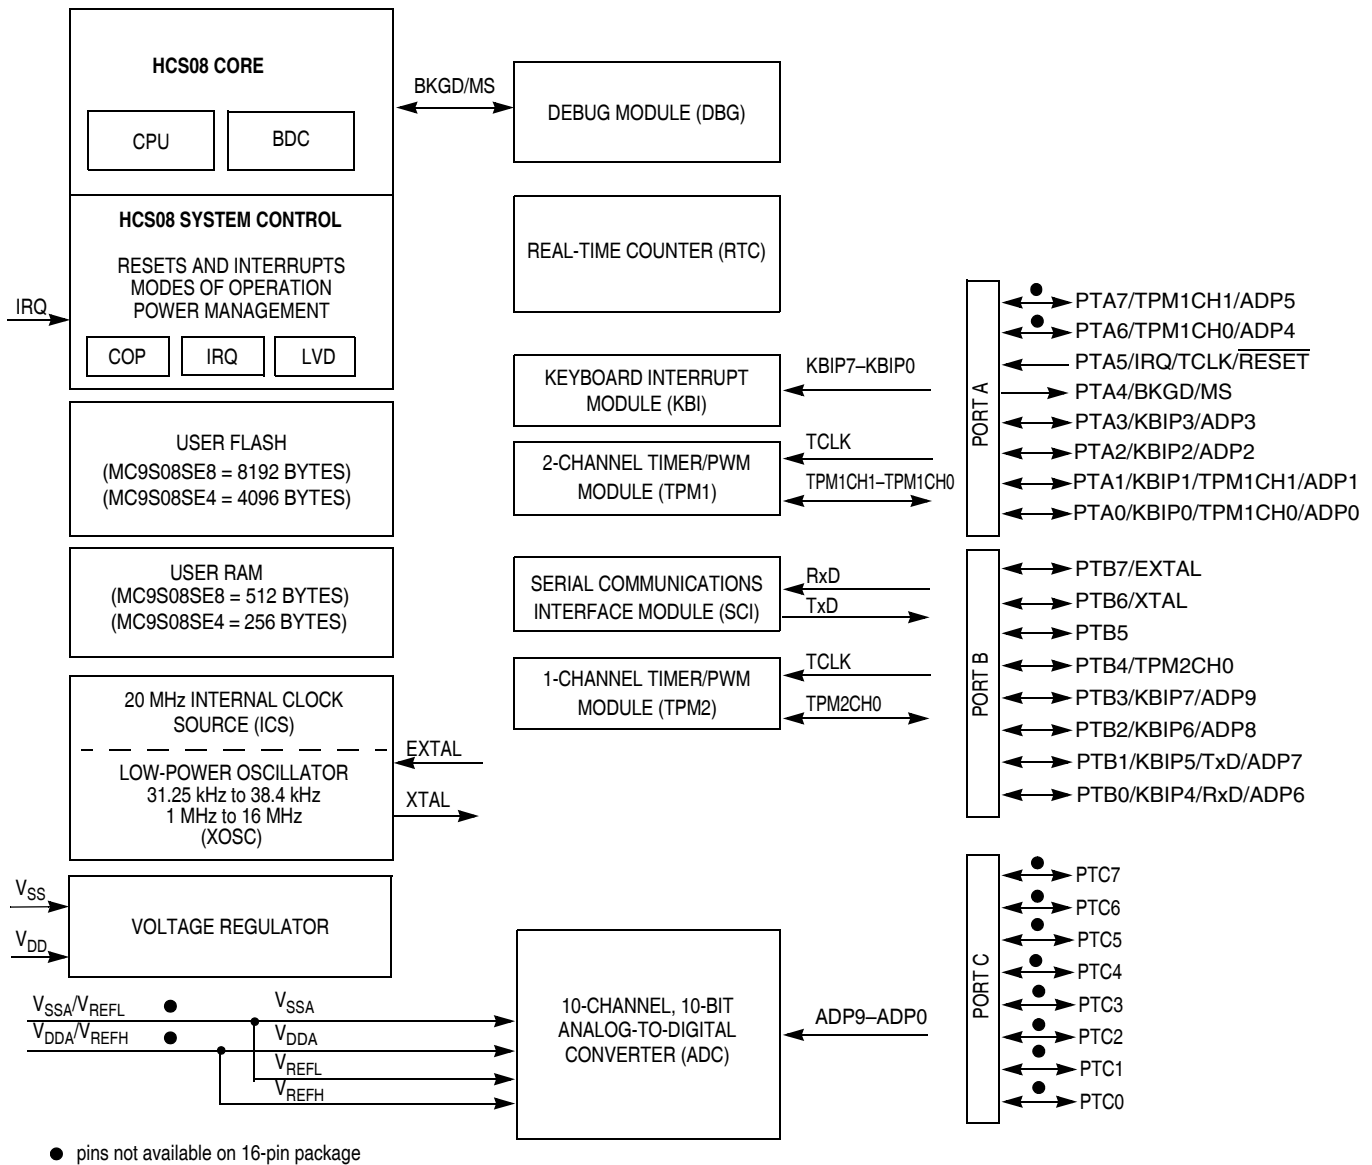 HCS08 CORE
CPU
BDC
HCS08 SYSTEM CONTROL
RESETS AND INTERRUPTS
MODES OF OPERATION
POWER MANAGEMENT
IRQ
COP
IRQ
LVD
USER FLASH
(MC9S08SE8 = 8192 BYTES)
(MC9S08SE4 = 4096 BYTES)
USER RAM
(MC9S08SE8 = 512 BYTES)
(MC9S08SE4 = 256 BYTES)
20 MHz INTERNAL CLOCK
SOURCE (ICS)
LOW-POWER OSCILLATOR
31.25 kHz to 38.4 kHz
1 MHz to 16 MHz
(XOSC)
EXTAL
XTAL
VSS
VDD
VOLTAGE REGULATOR
VSSA/VREFL
VDDA/VREFH
VSSA
VDDA
VREFL
VREFH
BKGD/MS
DEBUG MODULE (DBG)
REAL-TIME COUNTER (RTC)
KEYBOARD INTERRUPT
MODULE (KBI)
KBIP7–KBIP0
2-CHANNEL TIMER/PWM
MODULE (TPM1)
TCLK
TPM1CH1–TPM1CH0
SERIAL COMMUNICATIONS
INTERFACE MODULE (SCI)
RxD
TxD
1-CHANNEL TIMER/PWM
MODULE (TPM2)
TCLK
TPM2CH0
10-CHANNEL, 10-BIT
ANALOG-TO-DIGITAL
CONVERTER (ADC)
ADP9–ADP0
PORT A
PTA7/TPM1CH1/ADP5
PTA6/TPM1CH0/ADP4
PTA5/IRQ/TCLK/RESET
PTA4/BKGD/MS
PTA3/KBIP3/ADP3
PTA2/KBIP2/ADP2
PTA1/KBIP1/TPM1CH1/ADP1
PTA0/KBIP0/TPM1CH0/ADP0
PORT B
PTB7/EXTAL
PTB6/XTAL
PTB5
PTB4/TPM2CH0
PTB3/KBIP7/ADP9
PTB2/KBIP6/ADP8
PTB1/KBIP5/TxD/ADP7
PTB0/KBIP4/RxD/ADP6
PORT C
PTC7
PTC6
PTC5
PTC4
PTC3
PTC2
PTC1
PTC0
● pins not available on 16-pin package